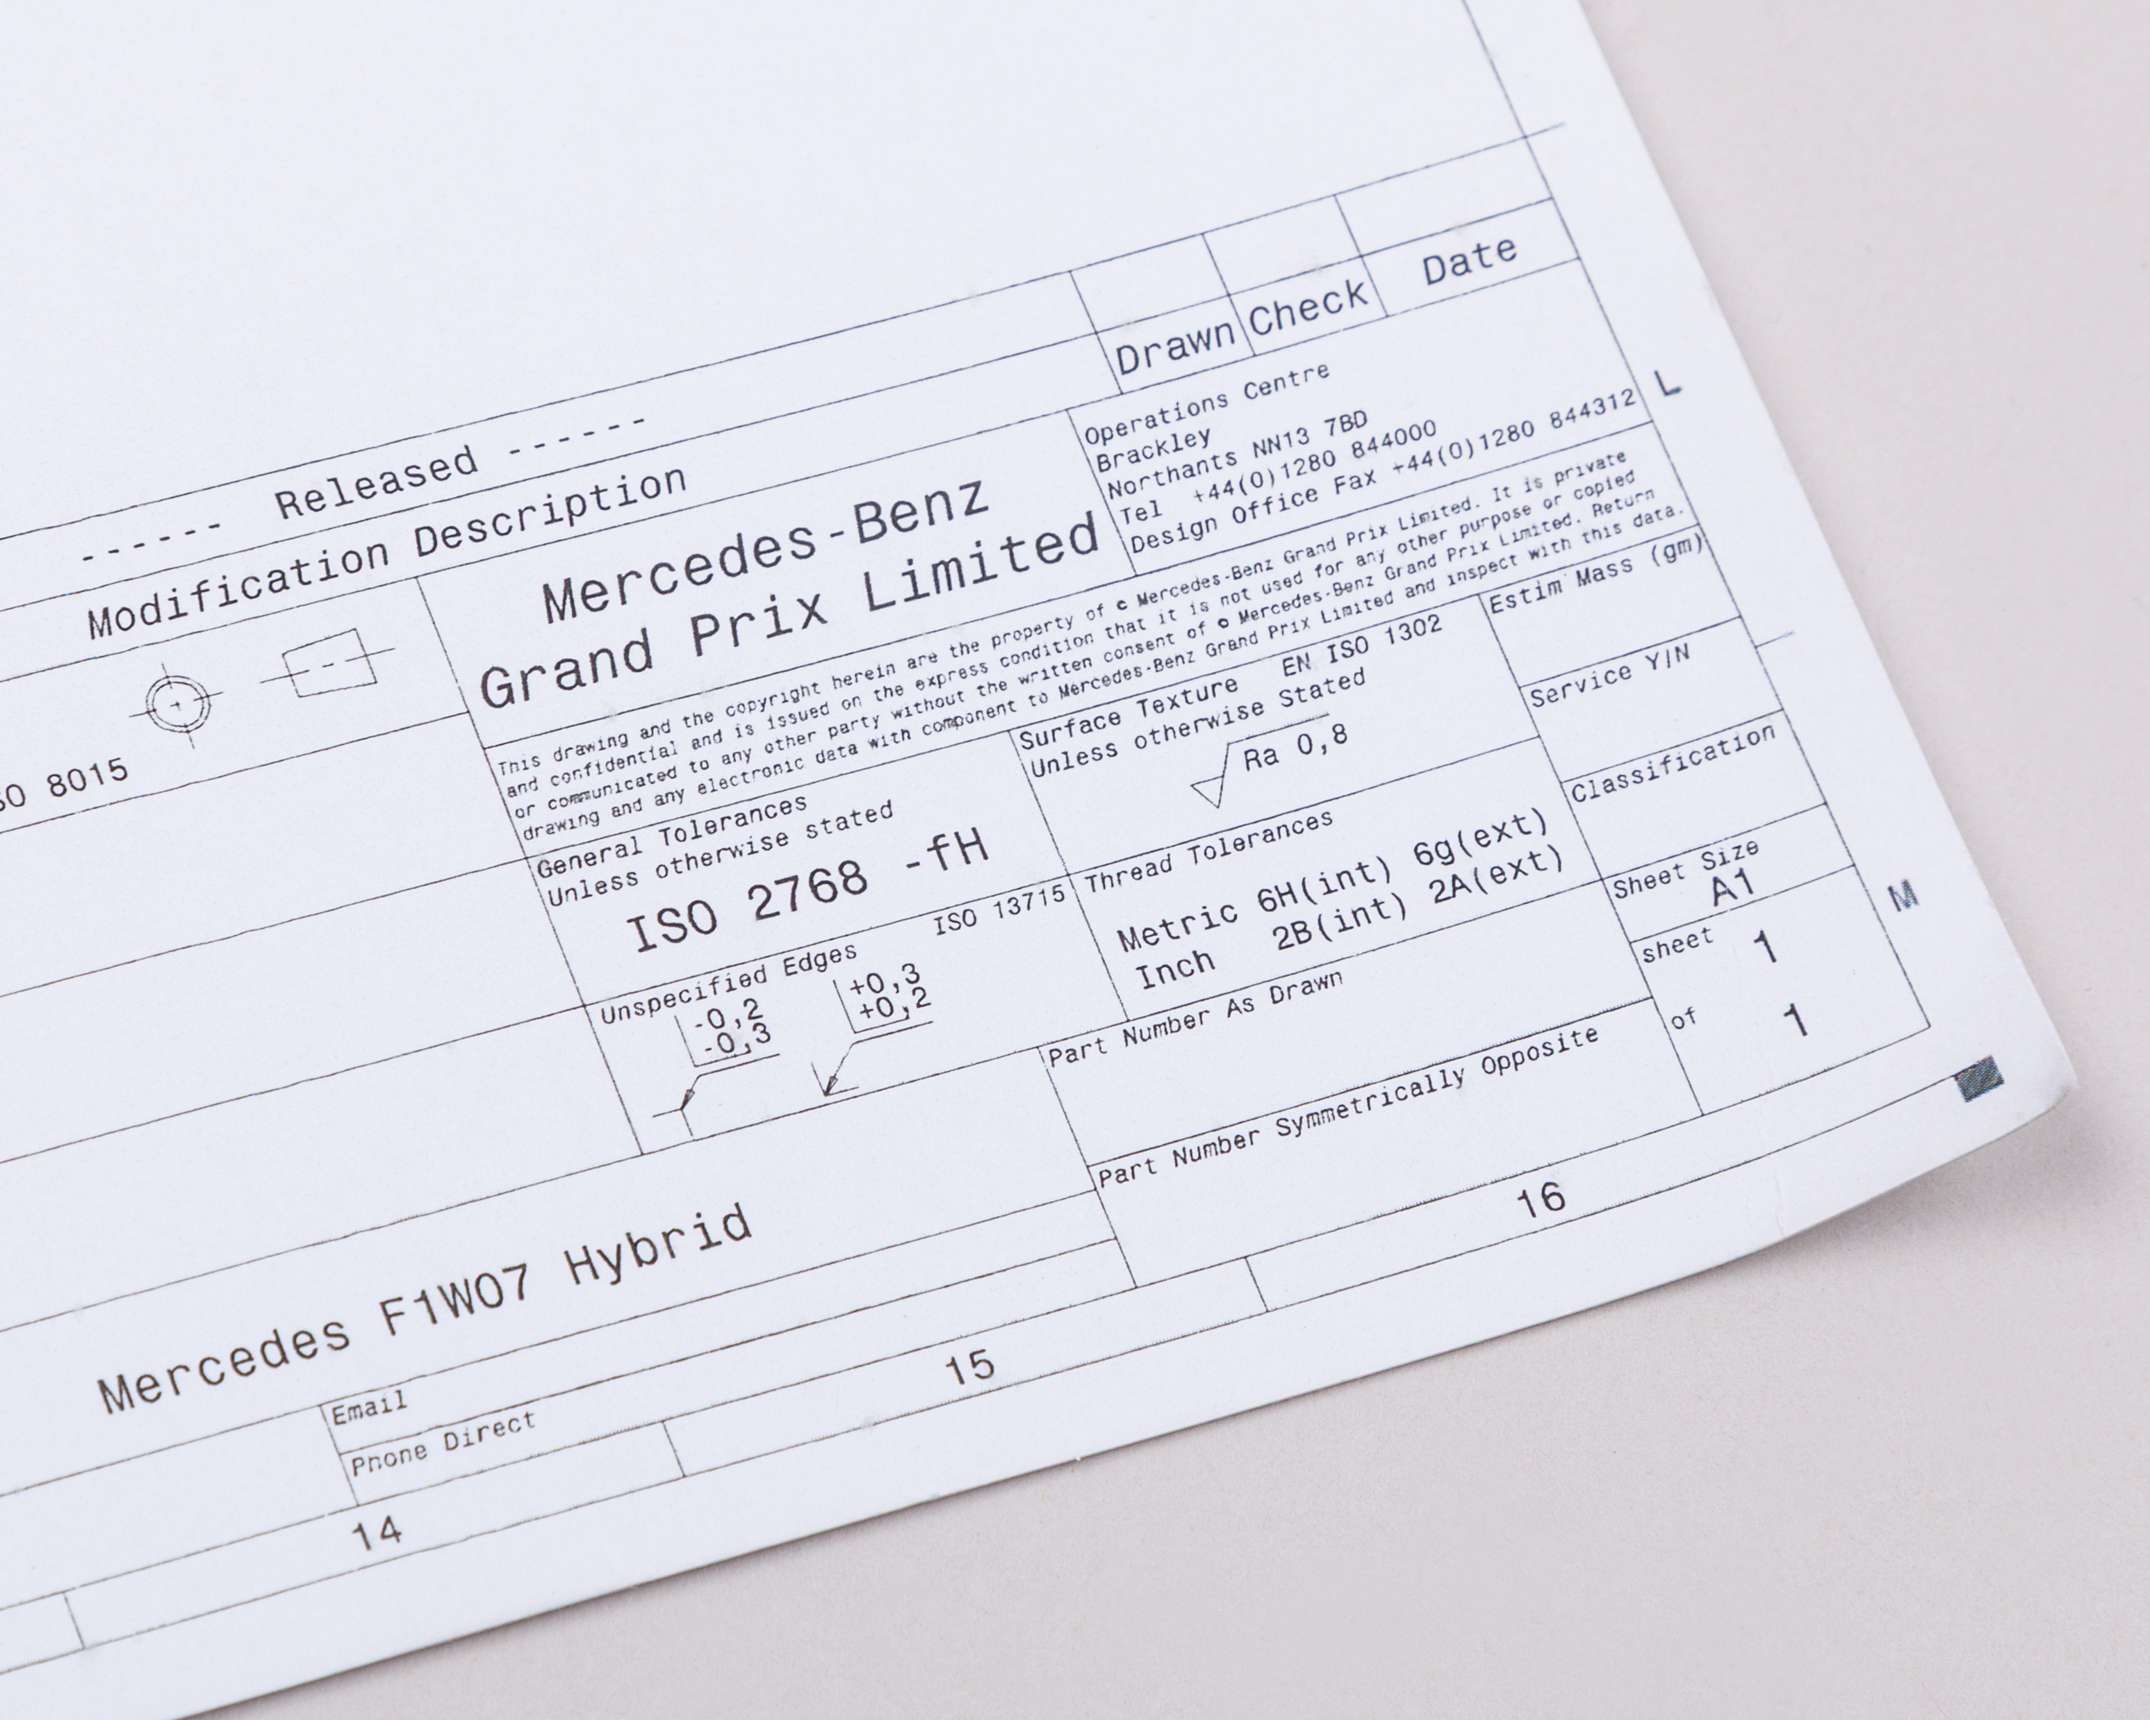 ------ Released ------
Modification Description
Drawn Check Date
Mercedes-Benz
Grand Prix Limited
Operations Centre
Brackley
Northants NN13 7BD
Tel +44(0)1280 844000
Design Office Fax +44(0)1280 844312
L
This drawing and the copyright herein are the property of c Mercedes-Benz Grand Prix Limited. It is private
and confidential and is issued on the express condition that it is not used for any other purpose or copied
or communicated to any other party without the written consent of c Mercedes-Benz Grand Prix Limited. Return
drawing and any electronic data with component to Mercedes-Benz Grand Prix Limited and inspect with this data.
8015
General Tolerances
Unless otherwise stated
ISO 2768 -fH
Surface Texture EN ISO 1302
Unless otherwise Stated
Ra 0,8
Estim Mass (gm)
Service Y/N
Classification
Unspecified Edges ISO 13715
-0,2
-0,3
+0,3
+0,2
Thread Tolerances
Metric 6H(int) 6g(ext)
Inch 2B(int) 2A(ext)
Sheet Size
A1
M
sheet 1
of 1
Part Number As Drawn
Part Number Symmetrically Opposite
Mercedes F1W07 Hybrid
Email
Phone Direct
14
15
16